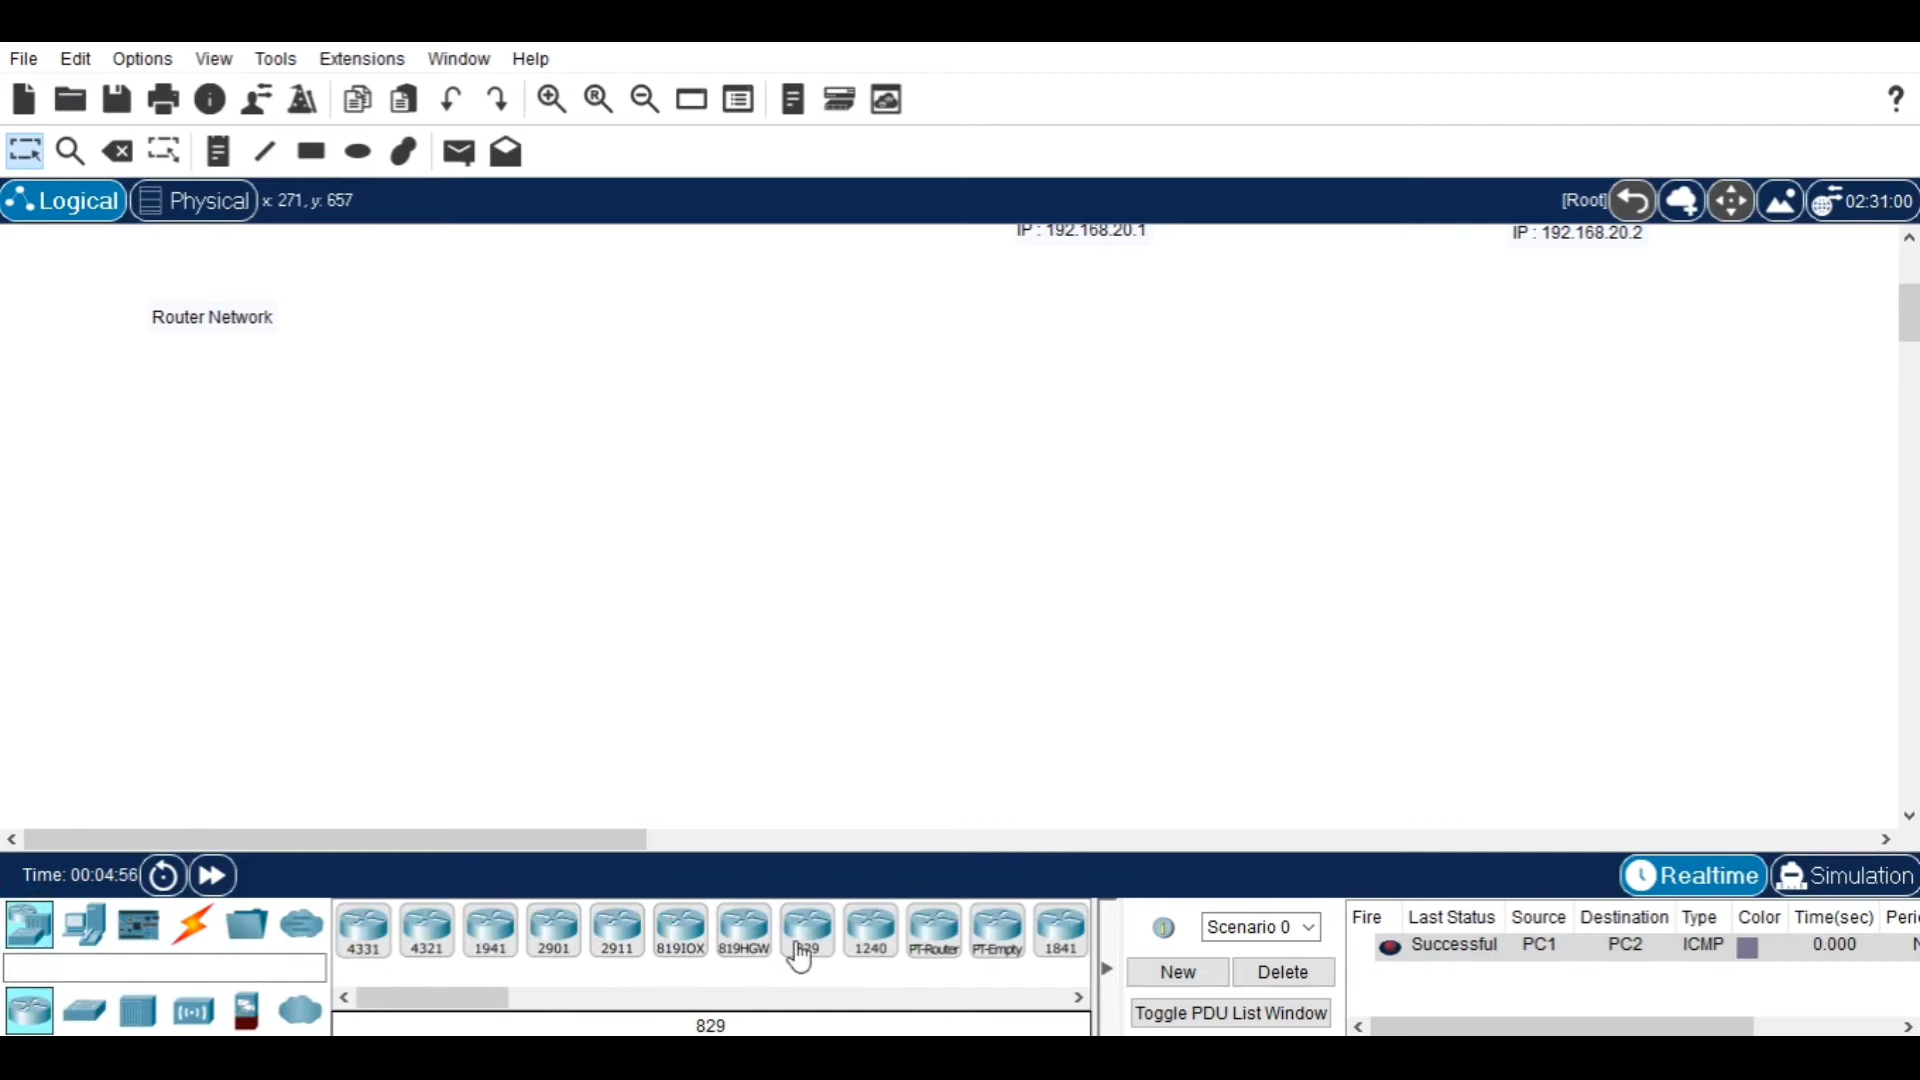 File Edit Options View Tools Extensions Window Help
?
Logical Physical x: 271, y: 657 [Root] 02:31:00
IP : 192.168.20.1 IP : 192.168.20.2
Router Network
Time: 00:04:56 Realtime Simulation
4331 4321 1941 2901 2911 819IOX 819HGW 829 1240 PT-Router PT-Empty 1841
829
Scenario 0
New Delete
Toggle PDU List Window
Fire Last Status Source Destination Type Color Time(sec)
Successful PC1 PC2 ICMP 0.000